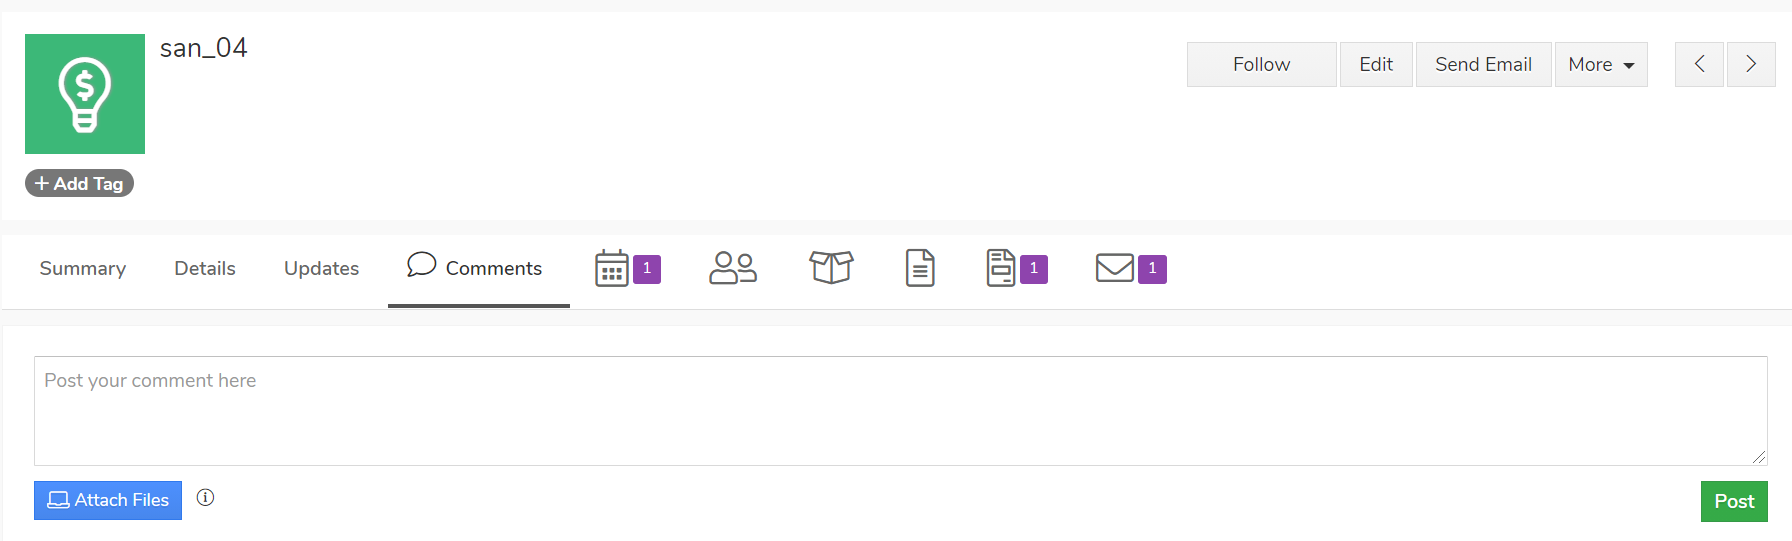 san_04
Follow Edit Send Email More
+ Add Tag
Summary Details Updates Comments 1 1 1
Post your comment here
Attach Files
Post